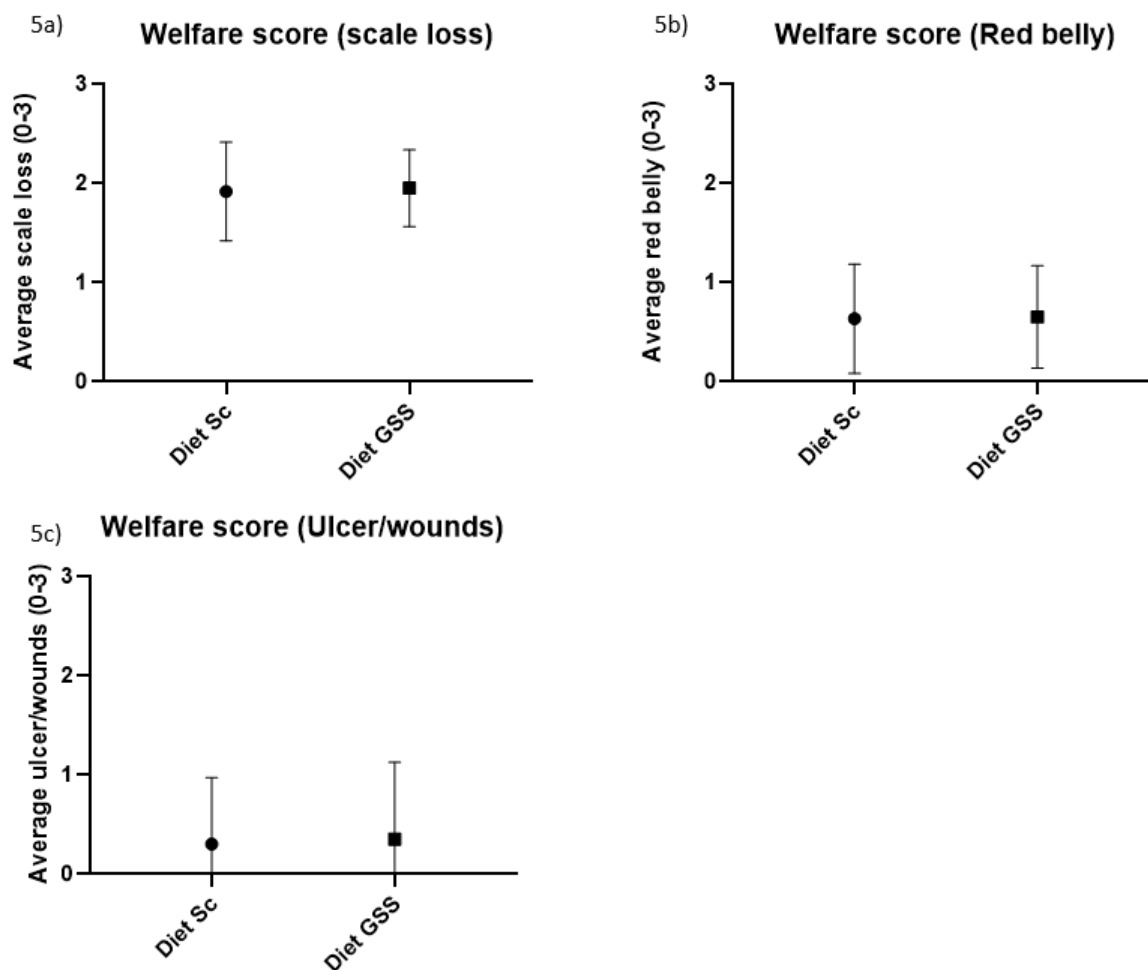 5a)
Welfare score (scale loss)
Average scale loss (0-3)
3
2
1
0
Diet Sc
Diet GSS
5b)
Welfare score (Red belly)
Average red belly (0-3)
3
2
1
0
Diet Sc
Diet GSS
5c)
Welfare score (Ulcer/wounds)
Average ulcer/wounds (0-3)
3
2
1
0
Diet Sc
Diet GSS